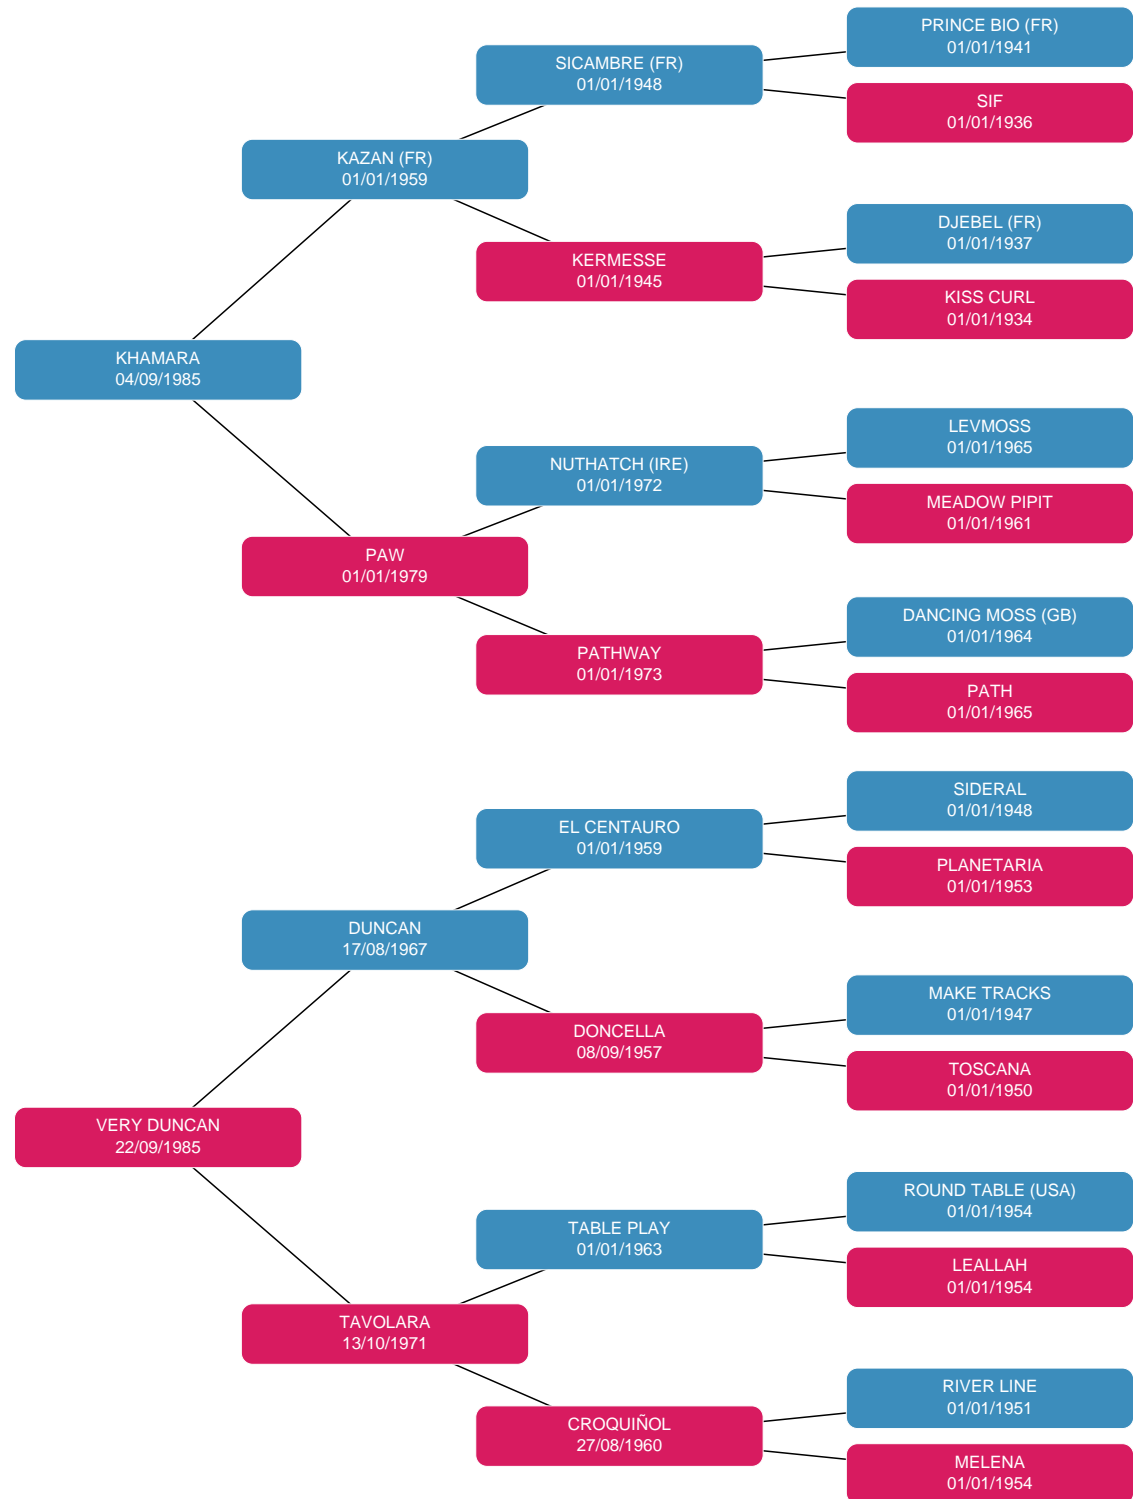 PRINCE BIO (FR)
01/01/1941
SICAMBRE (FR)
01/01/1948
SIF
01/01/1936
KAZAN (FR)
01/01/1959
DJEBEL (FR)
01/01/1937
KERMESSE
01/01/1945
KISS CURL
01/01/1934
KHAMARA
04/09/1985
LEVMOSS
01/01/1965
NUTHATCH (IRE)
01/01/1972
MEADOW PIPIT
01/01/1961
PAW
01/01/1979
DANCING MOSS (GB)
01/01/1964
PATHWAY
01/01/1973
PATH
01/01/1965
SIDERAL
01/01/1948
EL CENTAURO
01/01/1959
PLANETARIA
01/01/1953
DUNCAN
17/08/1967
MAKE TRACKS
01/01/1947
DONCELLA
08/09/1957
TOSCANA
01/01/1950
VERY DUNCAN
22/09/1985
ROUND TABLE (USA)
01/01/1954
TABLE PLAY
01/01/1963
LEALLAH
01/01/1954
TAVOLARA
13/10/1971
RIVER LINE
01/01/1951
CROQUIÑOL
27/08/1960
MELENA
01/01/1954